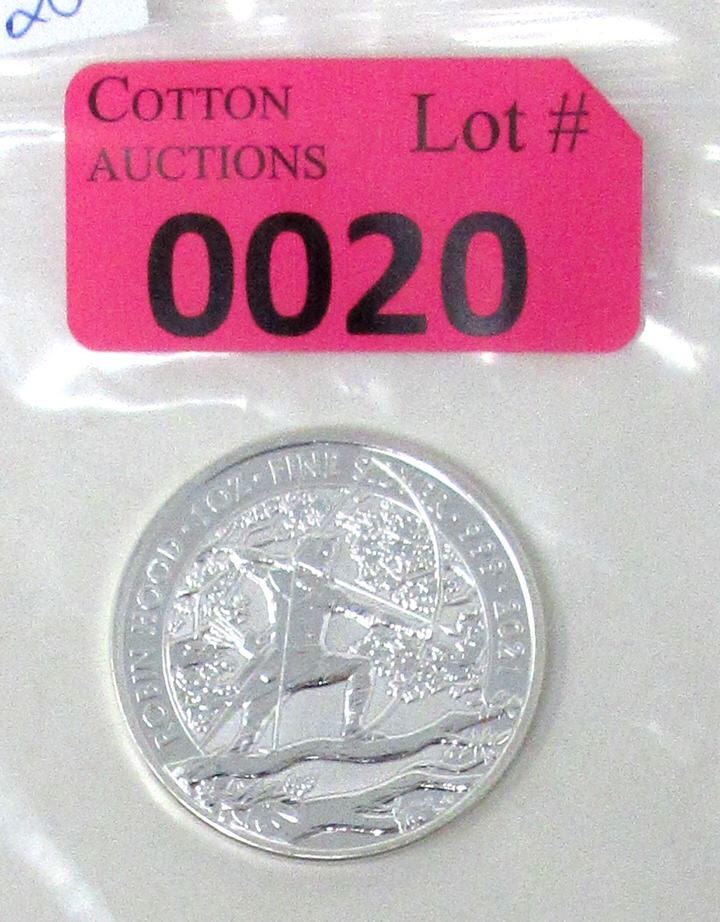 COTTON
AUCTIONS
Lot #
0020
ROBIN HOOD · 1 OZ · FINE SILVER · 999 · 2021